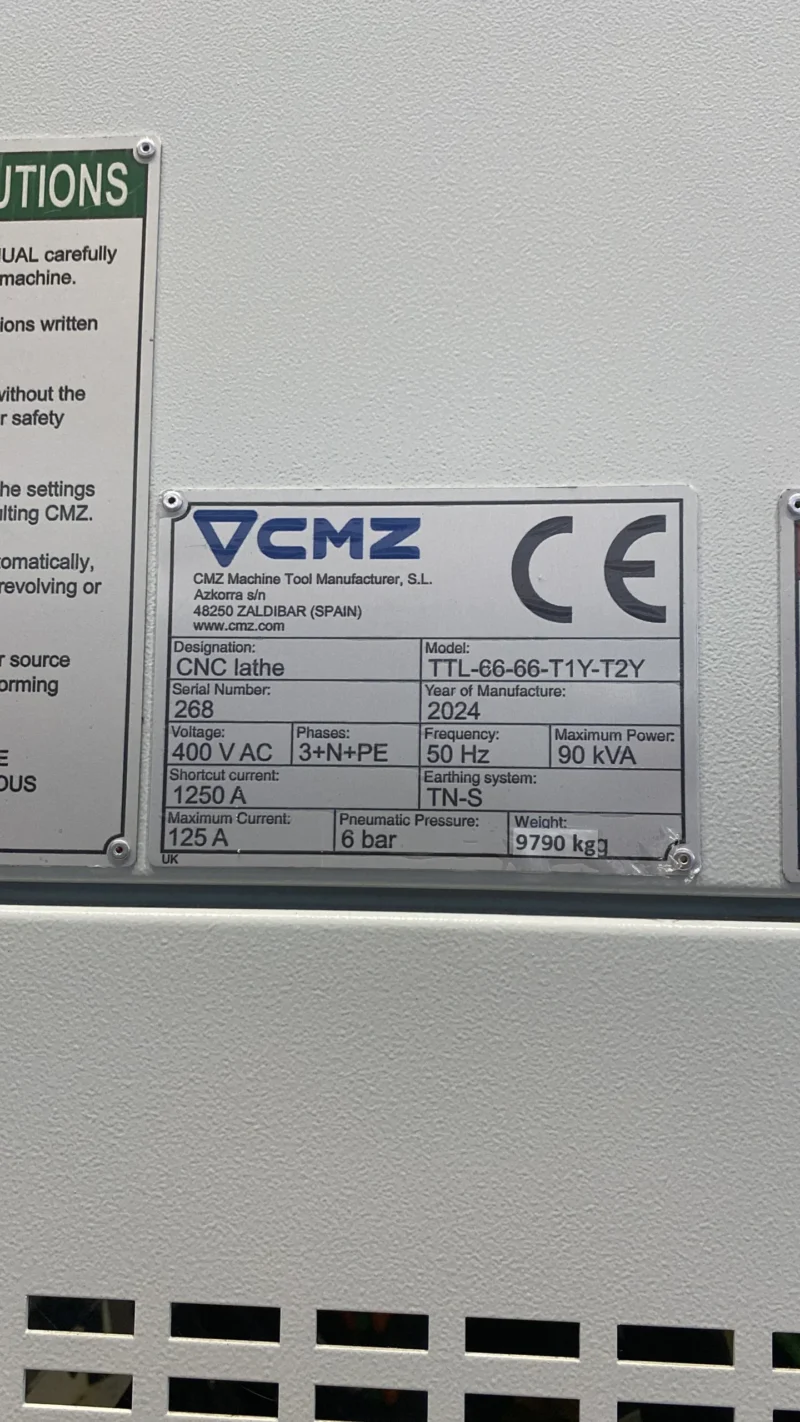 UTIONS
UAL carefully
machine.
ions written
without the
r safety
he settings
ulting CMZ.
tomatically,
revolving or
r source
orming
E
OUS
CMZ
CE
CMZ Machine Tool Manufacturer, S.L.
Azkorra s/n
48250 ZALDIBAR (SPAIN)
www.cmz.com
Designation:
CNC lathe
Model:
TTL-66-66-T1Y-T2Y
Serial Number:
268
Year of Manufacture:
2024
Voltage:
400 V AC
Phases:
3+N+PE
Frequency:
50 Hz
Maximum Power:
90 kVA
Shortcut current:
1250 A
Earthing system:
TN-S
Maximum Current:
125 A
Pneumatic Pressure:
6 bar
Weight:
9790 kgg
UK